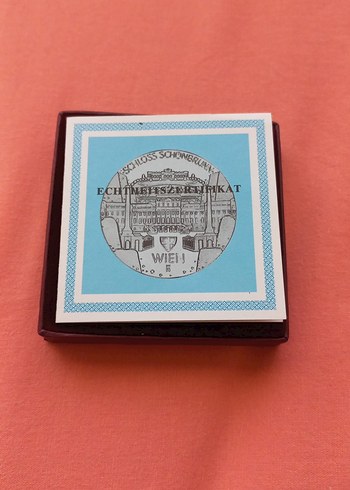 SCHLOSS SCHÖNBRUNN
ECHTHEITSZERTIFIKAT
WIEN